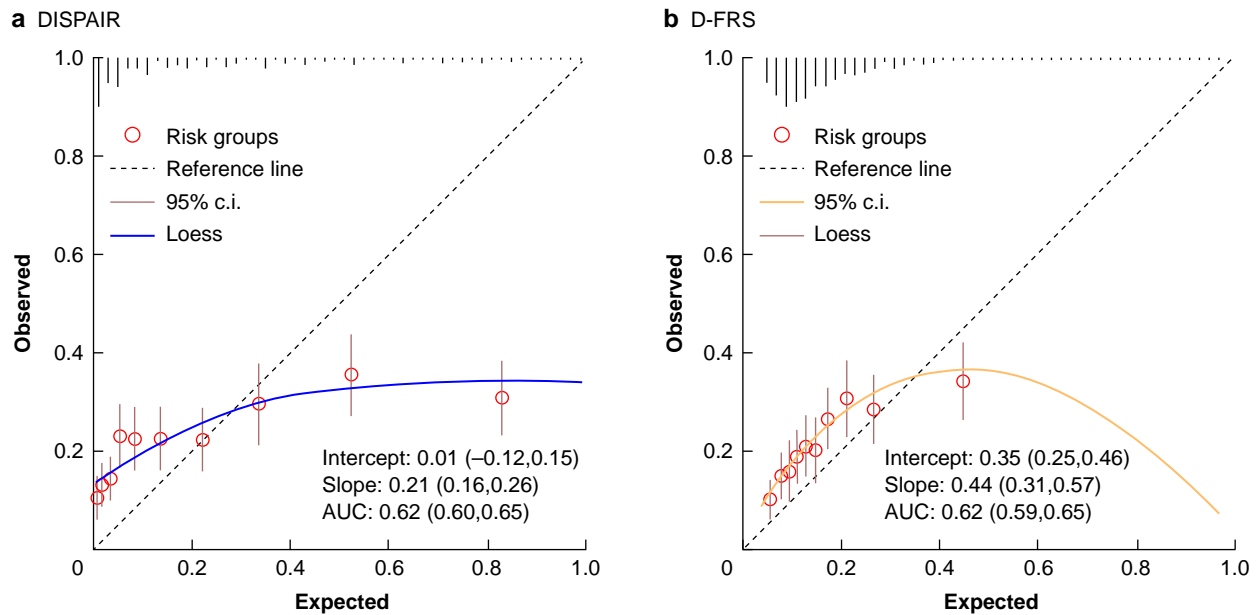 a DISPAIR
1.0
0.8
0.6
0.4
0.2
0
0.2
0.4
0.6
0.8
1.0
Observed
Expected
Risk groups
Reference line
95% c.i.
Loess
Intercept: 0.01 (–0.12,0.15)
Slope: 0.21 (0.16,0.26)
AUC: 0.62 (0.60,0.65)
b D-FRS
1.0
0.8
0.6
0.4
0.2
0
0.2
0.4
0.6
0.8
1.0
Observed
Expected
Risk groups
Reference line
95% c.i.
Loess
Intercept: 0.35 (0.25,0.46)
Slope: 0.44 (0.31,0.57)
AUC: 0.62 (0.59,0.65)